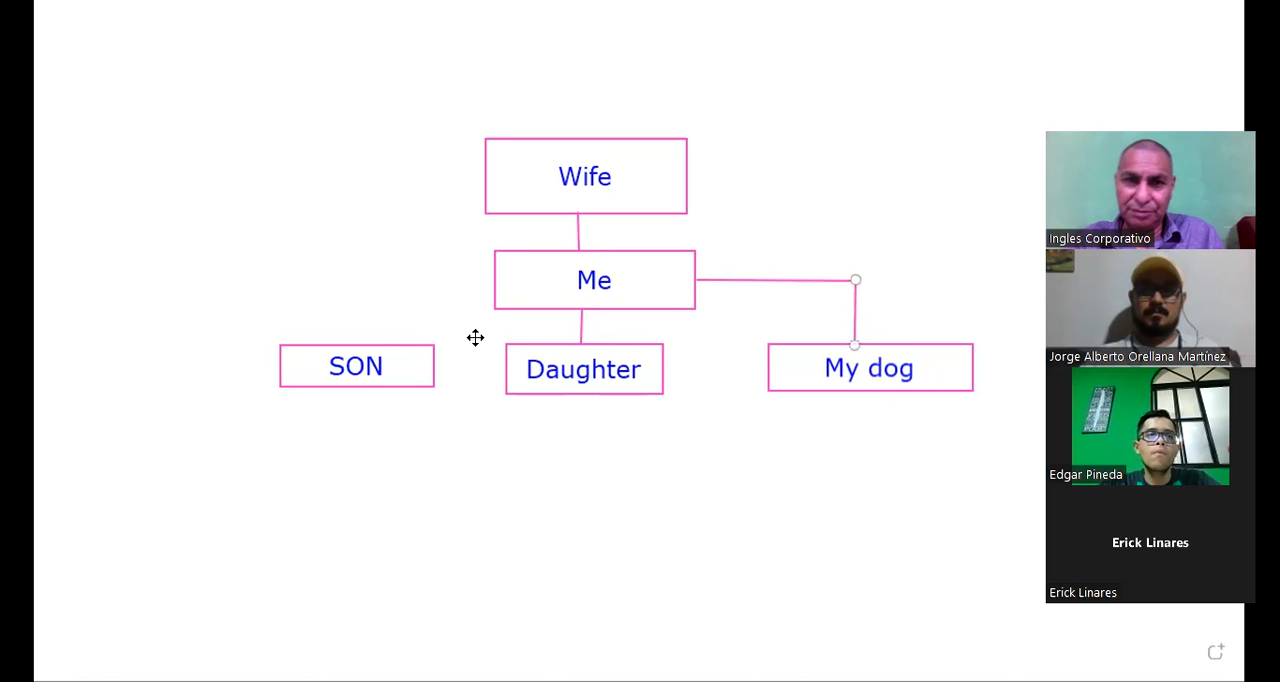 Wife
Me
SON
Daughter
My dog
Ingles Corporativo
Jorge Alberto Orellana Martínez
Edgar Pineda
Erick Linares
Erick Linares